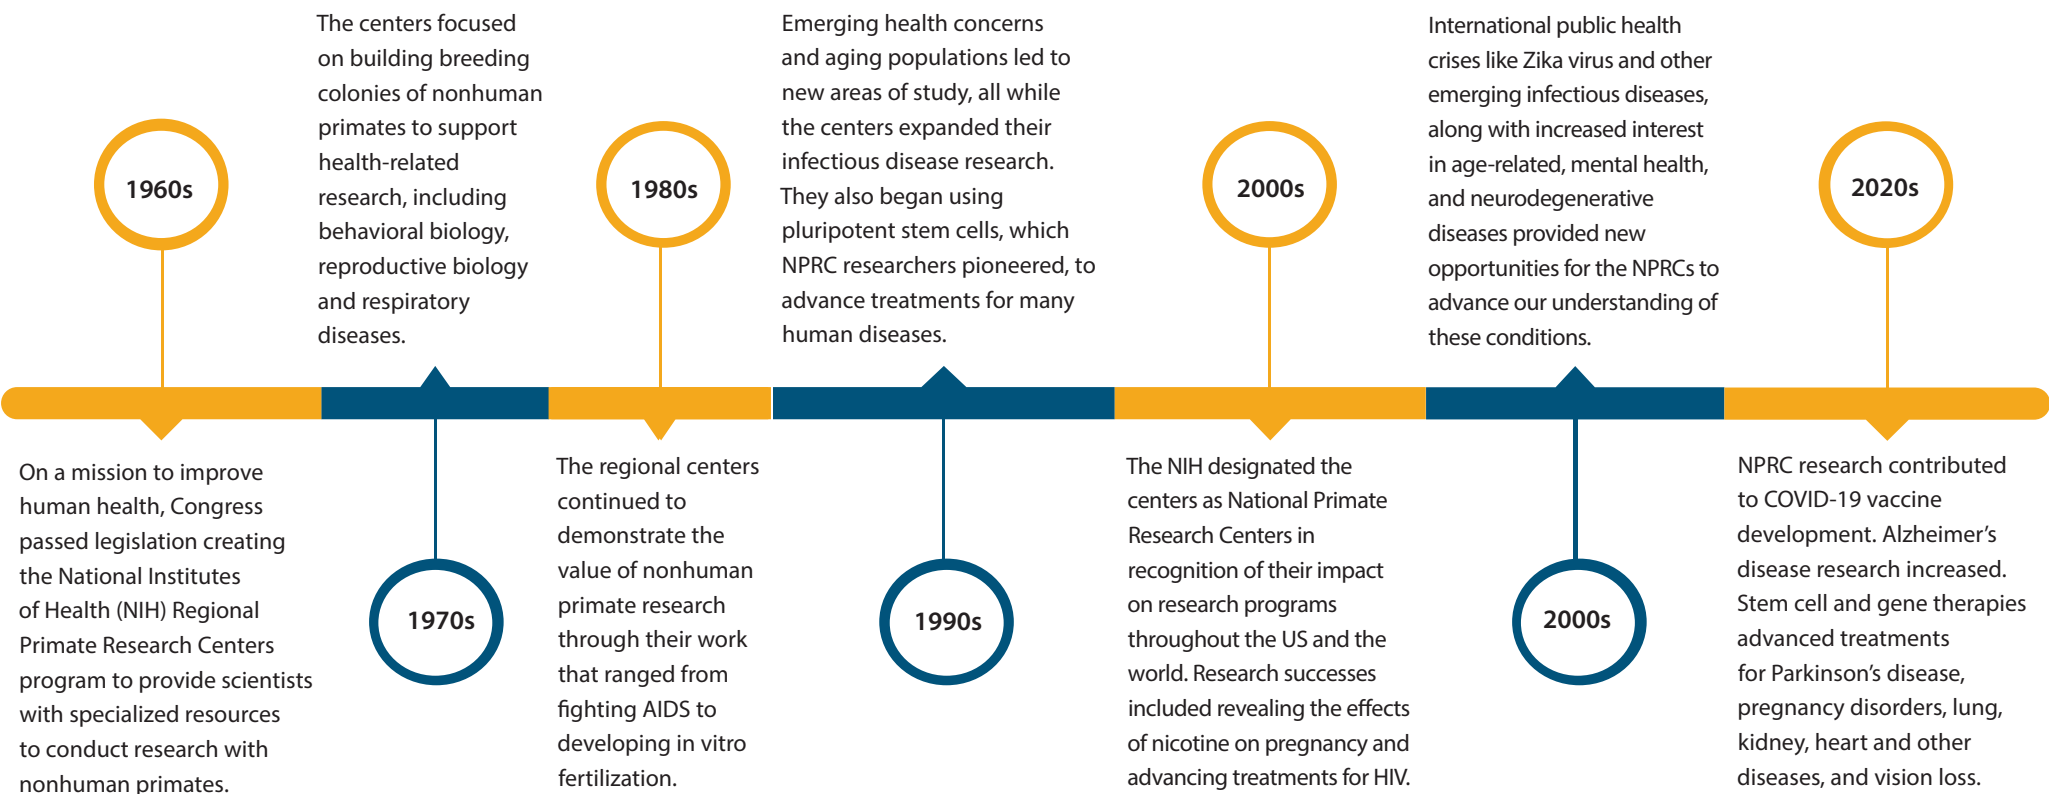 1960s
On a mission to improve
human health, Congress
passed legislation creating
the National Institutes
of Health (NIH) Regional
Primate Research Centers
program to provide scientists
with specialized resources
to conduct research with
nonhuman primates.
The centers focused
on building breeding
colonies of nonhuman
primates to support
health-related
research, including
behavioral biology,
reproductive biology
and respiratory
diseases.
1970s
1980s
The regional centers
continued to
demonstrate the
value of nonhuman
primate research
through their work
that ranged from
fighting AIDS to
developing in vitro
fertilization.
Emerging health concerns
and aging populations led to
new areas of study, all while
the centers expanded their
infectious disease research.
They also began using
pluripotent stem cells, which
NPRC researchers pioneered, to
advance treatments for many
human diseases.
1990s
2000s
The NIH designated the
centers as National Primate
Research Centers in
recognition of their impact
on research programs
throughout the US and the
world. Research successes
included revealing the effects
of nicotine on pregnancy and
advancing treatments for HIV.
International public health
crises like Zika virus and other
emerging infectious diseases,
along with increased interest
in age-related, mental health,
and neurodegenerative
diseases provided new
opportunities for the NPRCs to
advance our understanding of
these conditions.
2000s
2020s
NPRC research contributed
to COVID-19 vaccine
development. Alzheimer’s
disease research increased.
Stem cell and gene therapies
advanced treatments
for Parkinson’s disease,
pregnancy disorders, lung,
kidney, heart and other
diseases, and vision loss.